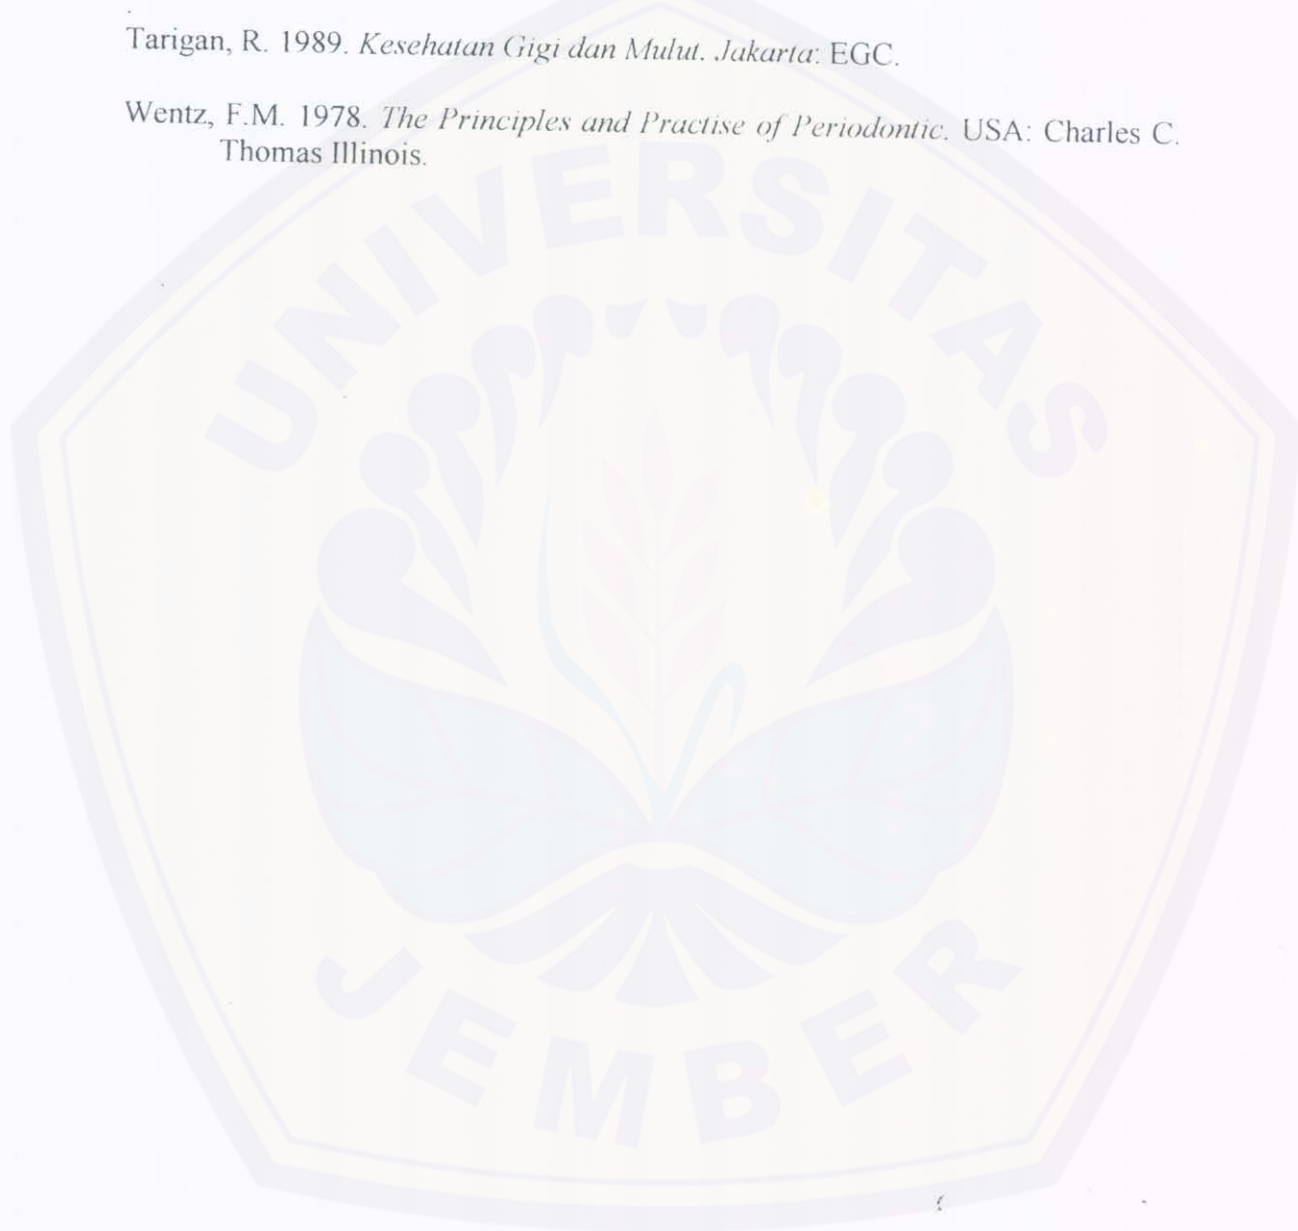 Tarigan, R. 1989. Kesehatan Gigi dan Mulut. Jakarta: EGC.
Wentz, F.M. 1978. The Principles and Practise of Periodontic. USA: Charles C.
Thomas Illinois.
UNIVERSITAS
JEMBER